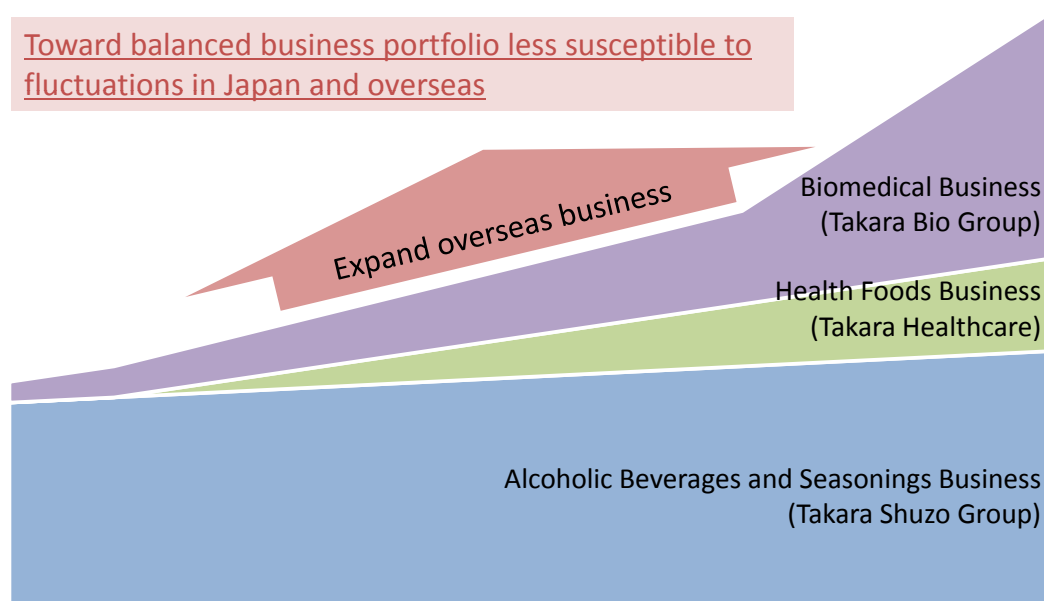 Toward balanced business portfolio less susceptible to
fluctuations in Japan and overseas
Expand overseas business
Biomedical Business
(Takara Bio Group)
Health Foods Business
(Takara Healthcare)
Alcoholic Beverages and Seasonings Business
(Takara Shuzo Group)